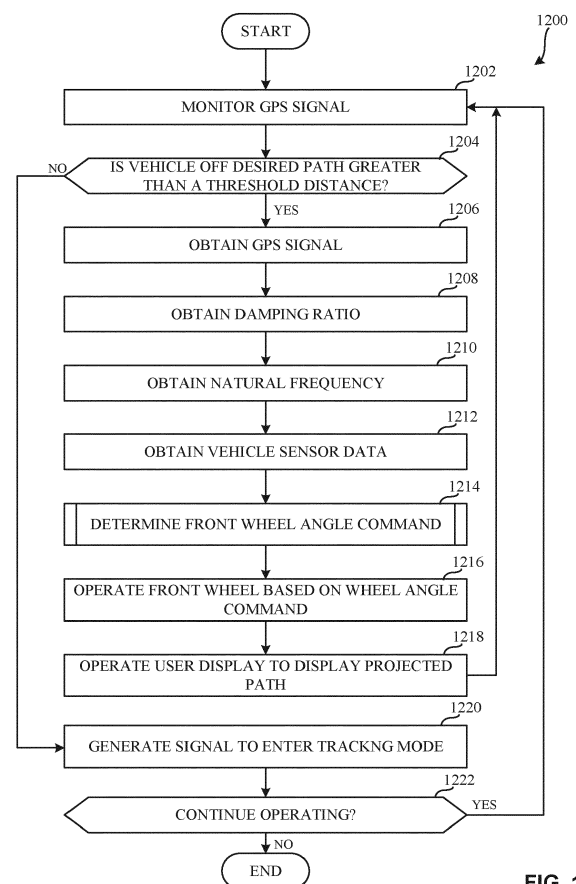 START
1200
1202
MONITOR GPS SIGNAL
1204
IS VEHICLE OFF DESIRED PATH GREATER
THAN A THRESHOLD DISTANCE?
NO
YES
1206
OBTAIN GPS SIGNAL
1208
OBTAIN DAMPING RATIO
1210
OBTAIN NATURAL FREQUENCY
1212
OBTAIN VEHICLE SENSOR DATA
1214
DETERMINE FRONT WHEEL ANGLE COMMAND
1216
OPERATE FRONT WHEEL BASED ON WHEEL ANGLE
COMMAND
1218
OPERATE USER DISPLAY TO DISPLAY PROJECTED
PATH
1220
GENERATE SIGNAL TO ENTER TRACKNG MODE
1222
CONTINUE OPERATING?
YES
NO
END
FIG.